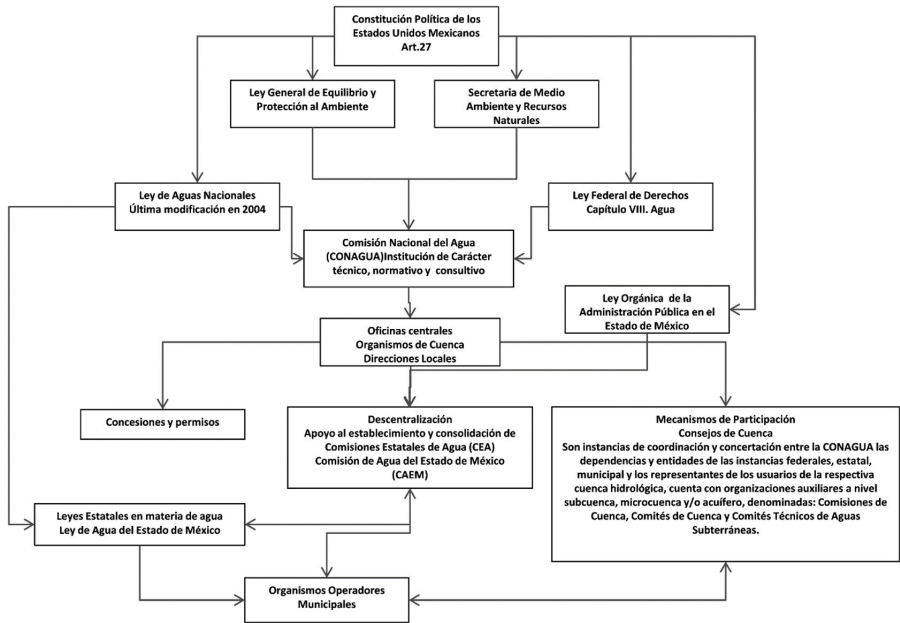 Constitución Política de los
Estados Unidos Mexicanos
Art.27
Ley General de Equilibrio y
Protección al Ambiente
Secretaria de Medio
Ambiente y Recursos
Naturales
Ley de Aguas Nacionales
Última modificación en 2004
Ley Federal de Derechos
Capítulo VIII. Agua
Comisión Nacional del Agua
(CONAGUA)Institución de Carácter
técnico, normativo y consultivo
Ley Orgánica de la
Administración Pública en el
Estado de México
Oficinas centrales
Organismos de Cuenca
Direcciones Locales
Concesiones y permisos
Descentralización
Apoyo al establecimiento y consolidación de
Comisiones Estatales de Agua (CEA)
Comisión de Agua del Estado de México
(CAEM)
Mecanismos de Participación
Consejos de Cuenca
Son instancias de coordinación y concertación entre la CONAGUA las
dependencias y entidades de las instancias federales, estatal,
municipal y los representantes de los usuarios de la respectiva
cuenca hidrológica, cuenta con organizaciones auxiliares a nivel
subcuenca, microcuenca y/o acuífero, denominadas: Comisiones de
Cuenca, Comités de Cuenca y Comités Técnicos de Aguas
Subterráneas.
Leyes Estatales en materia de agua
Ley de Agua del Estado de México
Organismos Operadores
Municipales